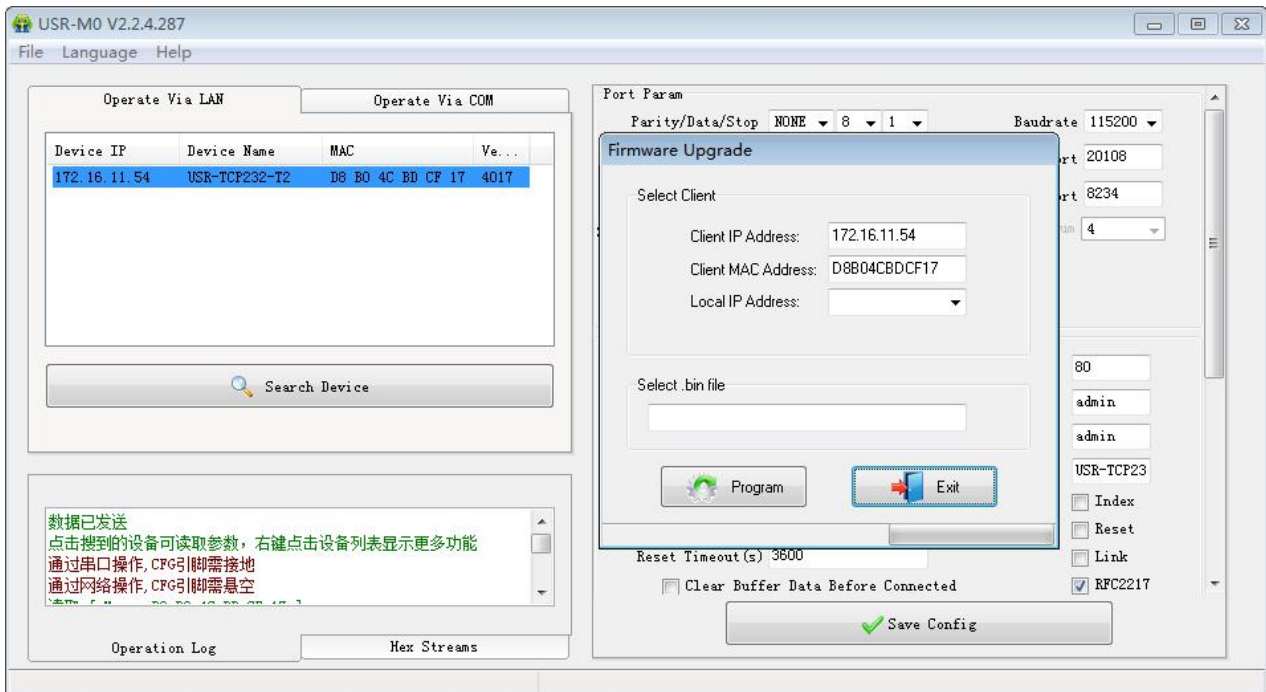 USR-M0 V2.2.4.287
File Language Help
Operate Via LAN Operate Via COM
Device IP Device Name MAC Ve...
172.16.11.54 USR-TCP232-T2 D8 B0 4C BD CF 17 4017
Search Device
数据已发送
点击搜到的设备可读取参数，右键点击设备列表显示更多功能
通过串口操作,CFG引脚需接地
通过网络操作,CFG引脚需悬空
Operation Log Hex Streams
Port Param
Parity/Data/Stop NONE 8 1 Baudrate 115200
20108
8234
4
80
admin
admin
USR-TCP23
Index
Reset
Reset Timeout(s) 3600 Link
Clear Buffer Data Before Connected RFC2217
Save Config
Firmware Upgrade
Select Client
Client IP Address: 172.16.11.54
Client MAC Address: D8B04CBDCF17
Local IP Address:
Select .bin file
Program Exit